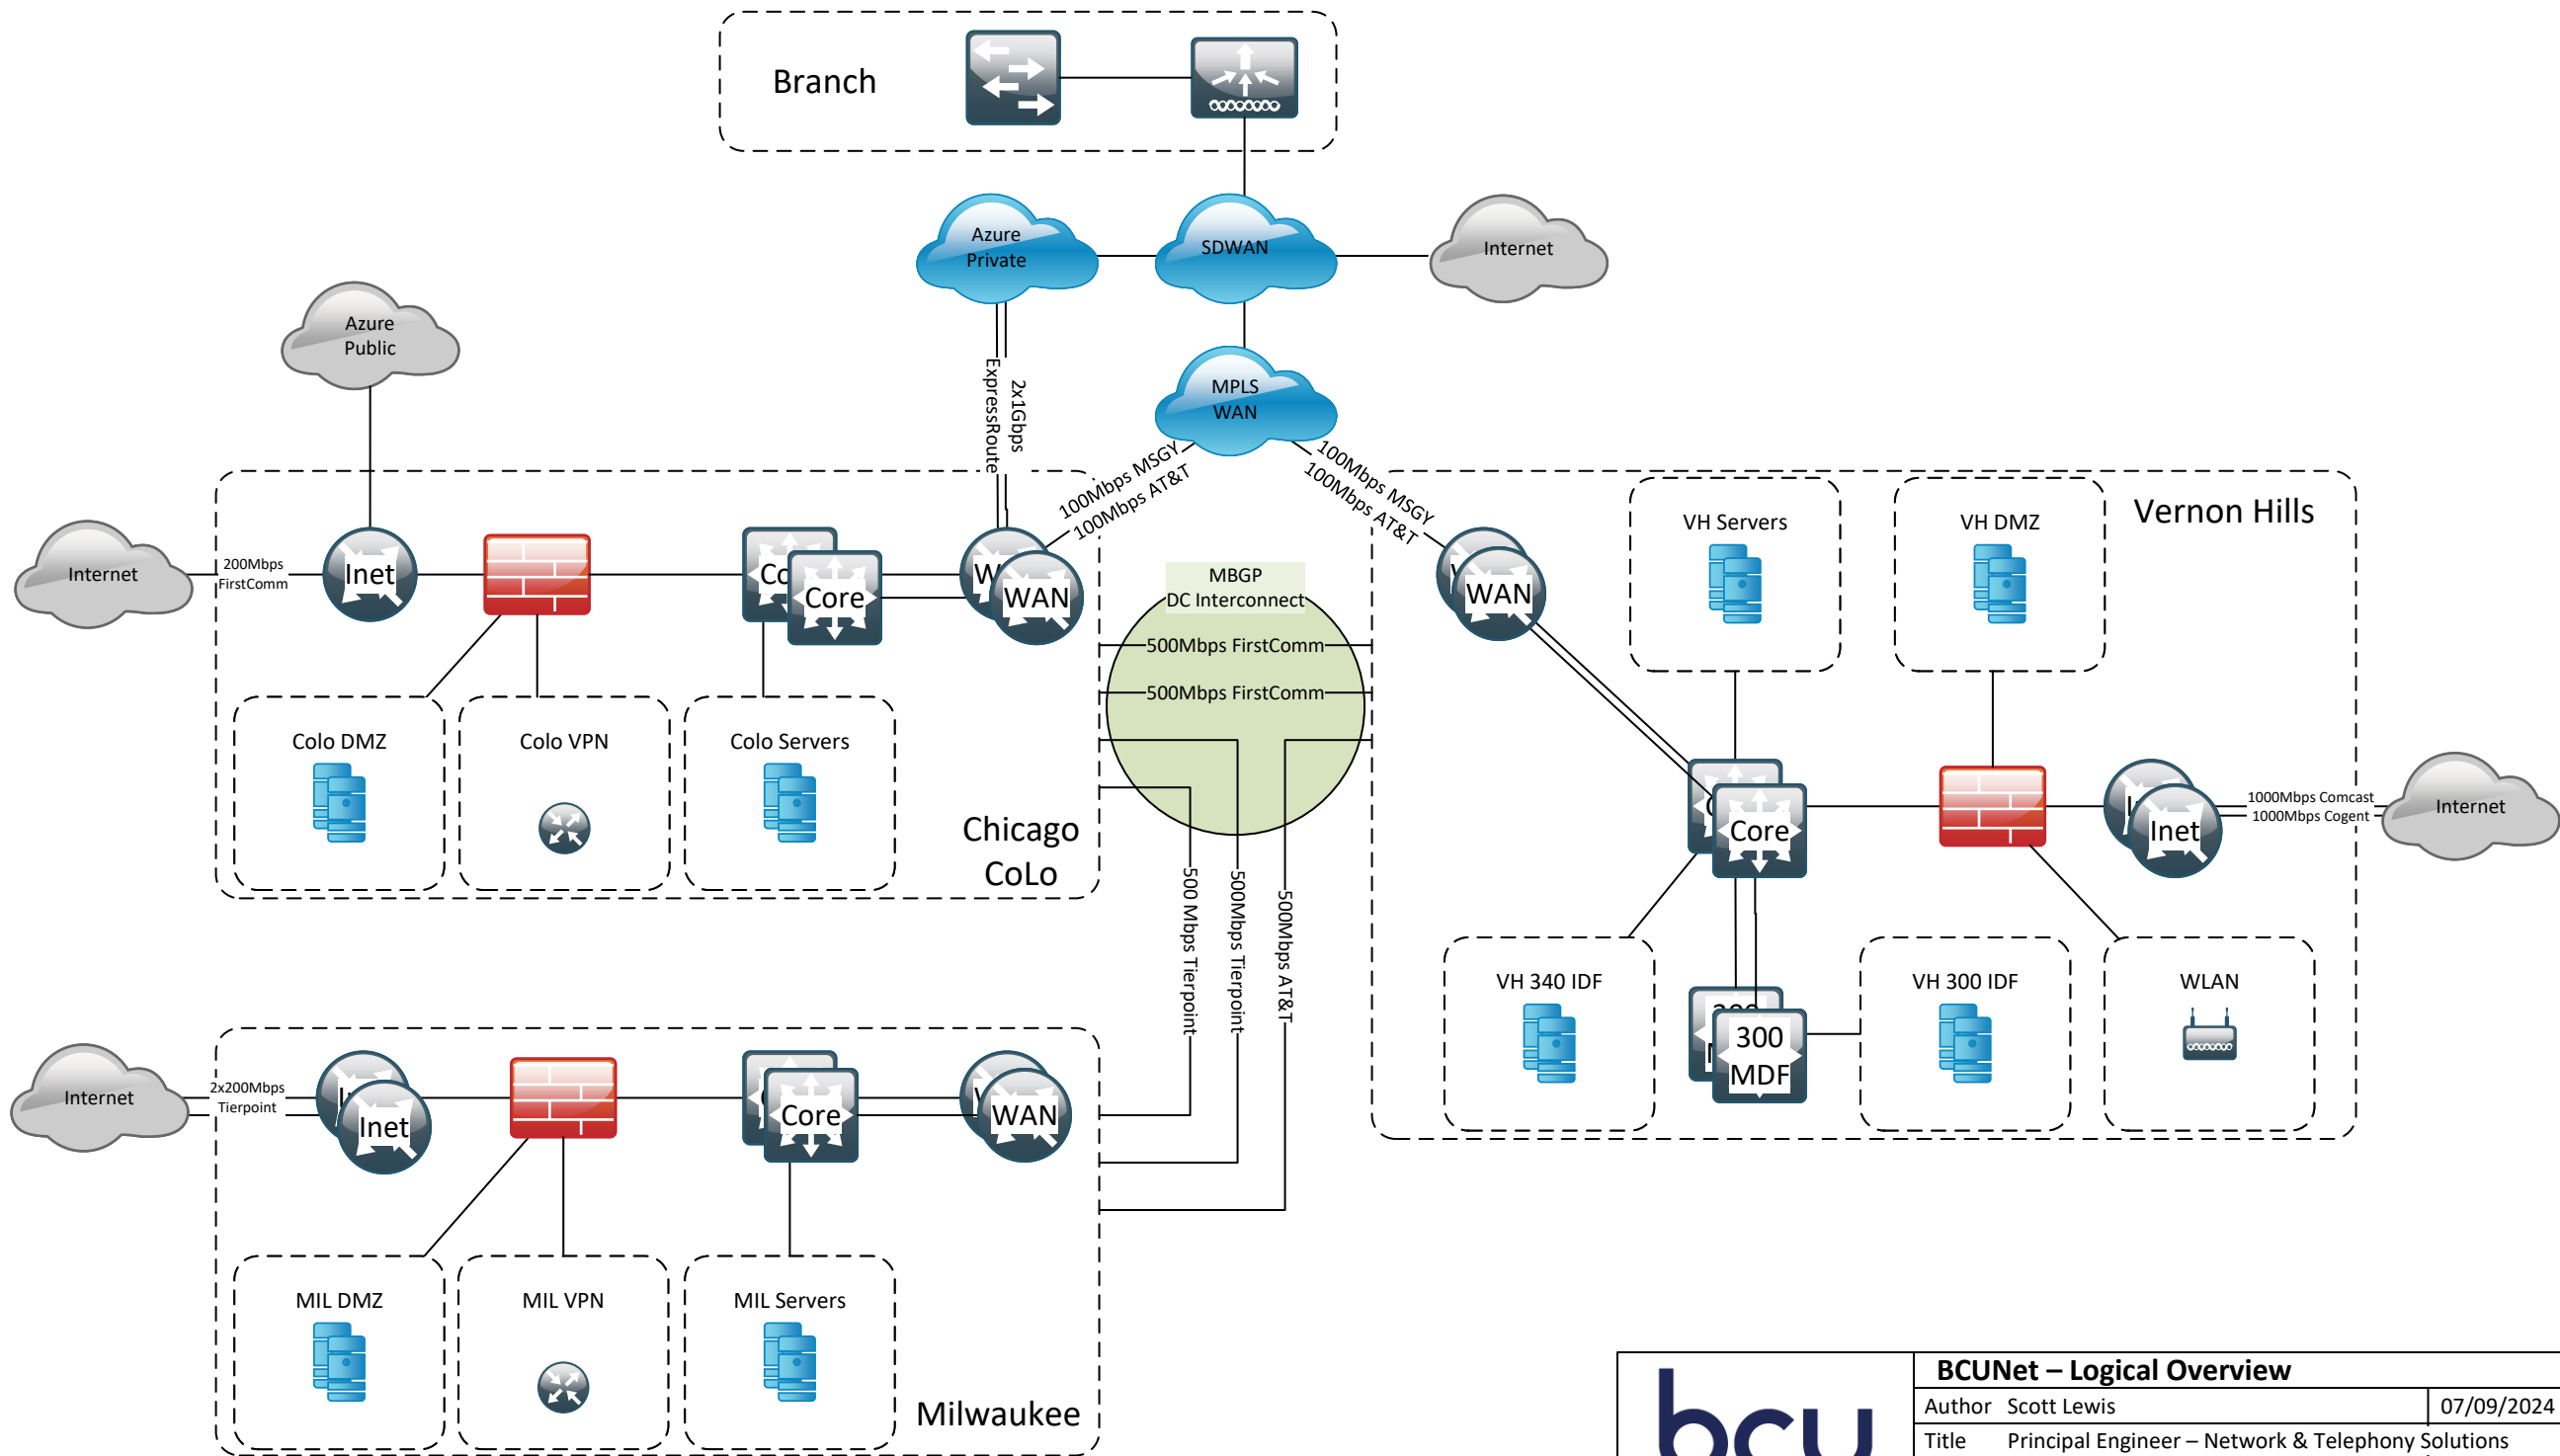 Branch
Azure
Private
SDWAN
Internet
Azure
Public
MPLS
WAN
ExpressRoute
2x1Gbps
100Mbps MSGY
100Mbps AT&T
100Mbps MSGY
100Mbps AT&T
Internet
200Mbps
FirstComm
Inet
Core
WAN
Colo DMZ
Colo VPN
Colo Servers
Chicago
CoLo
MBGP
DC Interconnect
500Mbps FirstComm
500Mbps FirstComm
500 Mbps Tierpoint
500Mbps Tierpoint
500Mbps AT&T
Vernon Hills
VH Servers
VH DMZ
WAN
Core
Inet
1000Mbps Comcast
1000Mbps Cogent
Internet
VH 340 IDF
300
MDF
VH 300 IDF
WLAN
Internet
2x200Mbps
Tierpoint
Inet
Core
WAN
MIL DMZ
MIL VPN
MIL Servers
Milwaukee
bcu
BCUNet – Logical Overview
Author Scott Lewis 07/09/2024
Title Principal Engineer – Network & Telephony Solutions